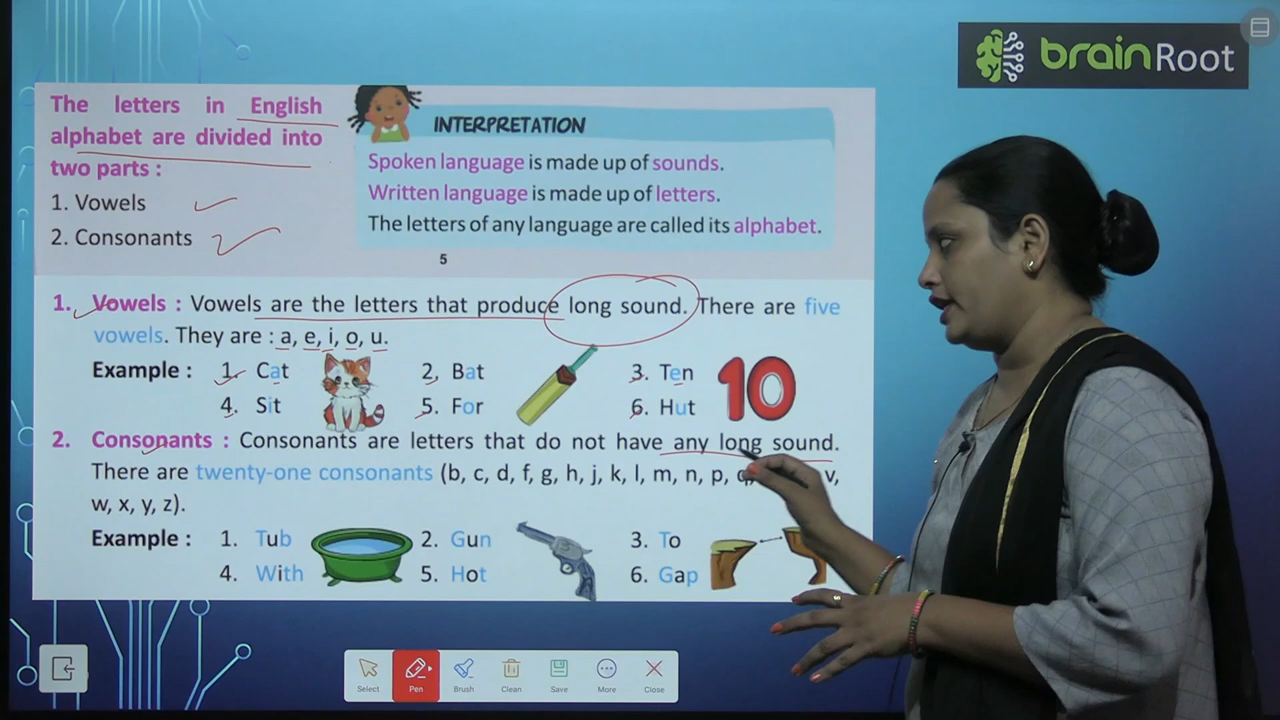 brainRoot
The letters in English
alphabet are divided into
two parts :
1. Vowels
2. Consonants
INTERPRETATION
Spoken language is made up of sounds.
Written language is made up of letters.
The letters of any language are called its alphabet.
5
1. Vowels : Vowels are the letters that produce long sound. There are five
vowels. They are : a, e, i, o, u.
Example : 1. Cat 2. Bat 3. Ten
10
4. Sit 5. For 6. Hut
2. Consonants : Consonants are letters that do not have any long sound.
There are twenty-one consonants (b, c, d, f, g, h, j, k, l, m, n, p, v,
w, x, y, z).
Example : 1. Tub 2. Gun 3. To
4. With 5. Hot 6. Gap
Select Pen Brush Clean Save More Close